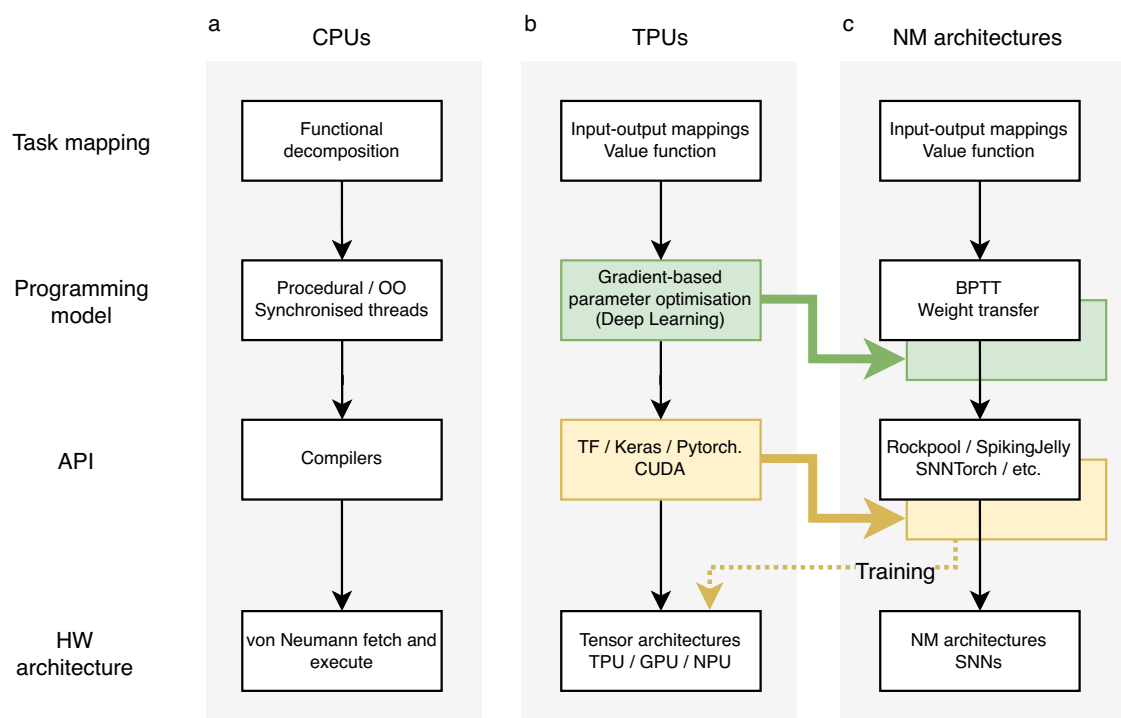 a
CPUs
b
TPUs
c
NM architectures
Task mapping
Functional
decomposition
Input-output mappings
Value function
Input-output mappings
Value function
Programming
model
Procedural / OO
Synchronised threads
Gradient-based
parameter optimisation
(Deep Learning)
BPTT
Weight transfer
API
Compilers
TF / Keras / Pytorch.
CUDA
Rockpool / SpikingJelly
SNNTorch / etc.
Training
HW
architecture
von Neumann fetch and
execute
Tensor architectures
TPU / GPU / NPU
NM architectures
SNNs